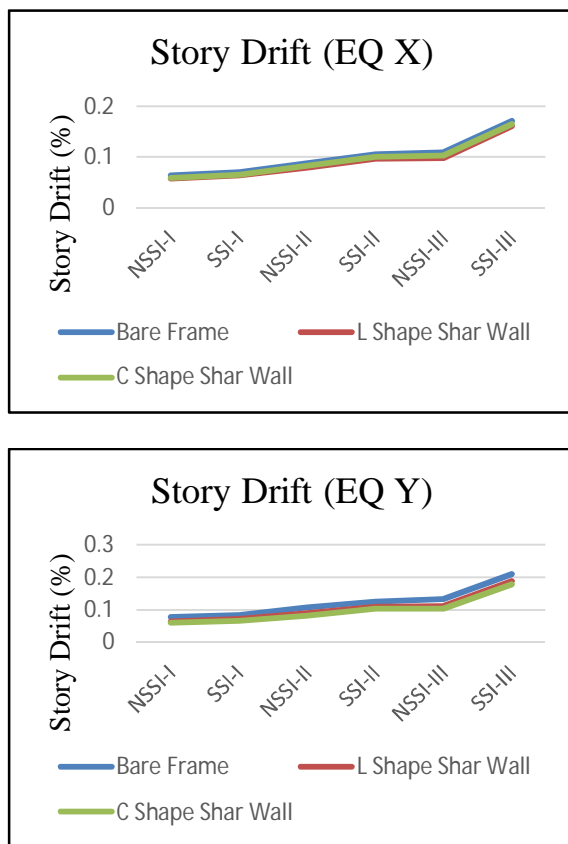 Story Drift (EQ X)
0.2
0.1
0
Story Drift (%)
NSSI-I
SSI-I
NSSI-II
SSI-II
NSSI-III
SSI-III
Bare Frame
L Shape Shar Wall
C Shape Shar Wall
Story Drift (EQ Y)
0.3
0.2
0.1
0
Story Drift (%)
NSSI-I
SSI-I
NSSI-II
SSI-II
NSSI-III
SSI-III
Bare Frame
L Shape Shar Wall
C Shape Shar Wall